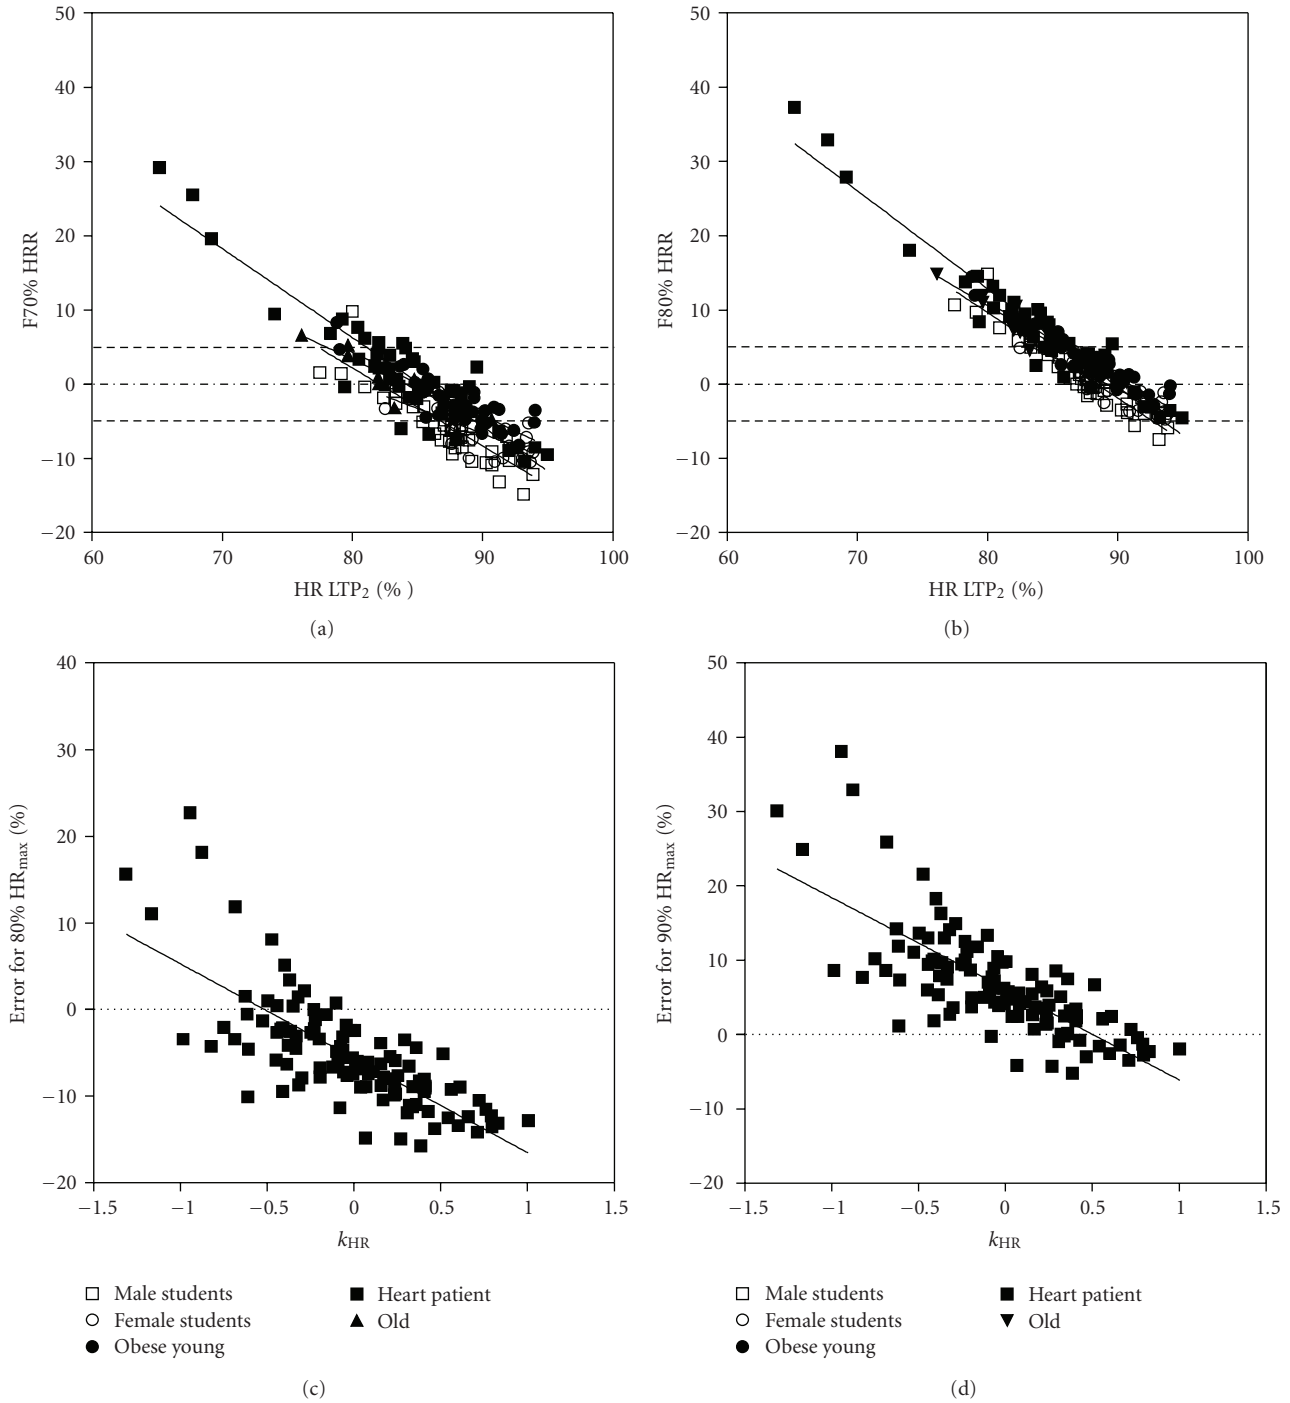 50
40
30
20
10
0
−10
−20
60 70 80 90 100
F70% HRR
HR LTP₂ (% )
(a)
50
40
30
20
10
0
−10
−20
60 70 80 90 100
F80% HRR
HR LTP₂ (%)
(b)
40
30
20
10
0
−10
−20
−1.5 −1 −0.5 0 0.5 1 1.5
Error for 80% HRmax (%)
kHR
Male students
Female students
Obese young
Heart patient
Old
(c)
50
40
30
20
10
0
−10
−20
−1.5 −1 −0.5 0 0.5 1 1.5
Error for 90% HRmax (%)
kHR
Male students
Female students
Obese young
Heart patient
Old
(d)